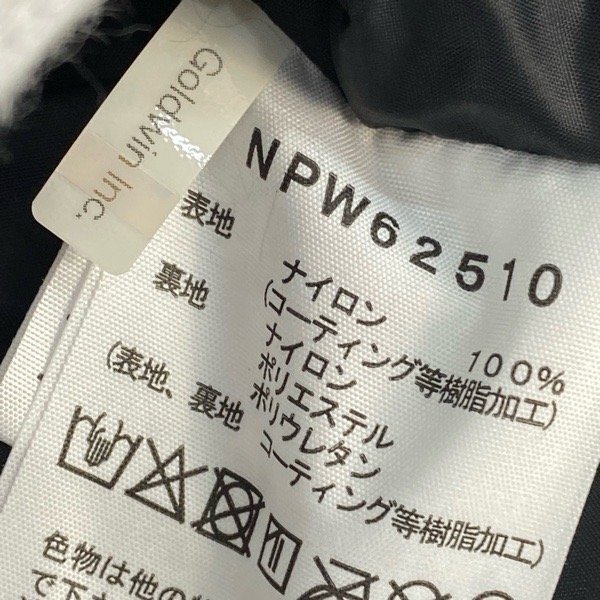 Goldwin Inc.
NPW62510
表地 ナイロン 100%
(コーティング等樹脂加工)
裏地 ナイロン
ポリエステル
ポリウレタン
(表地、裏地 コーティング等樹脂加工)
色物は他の
で下